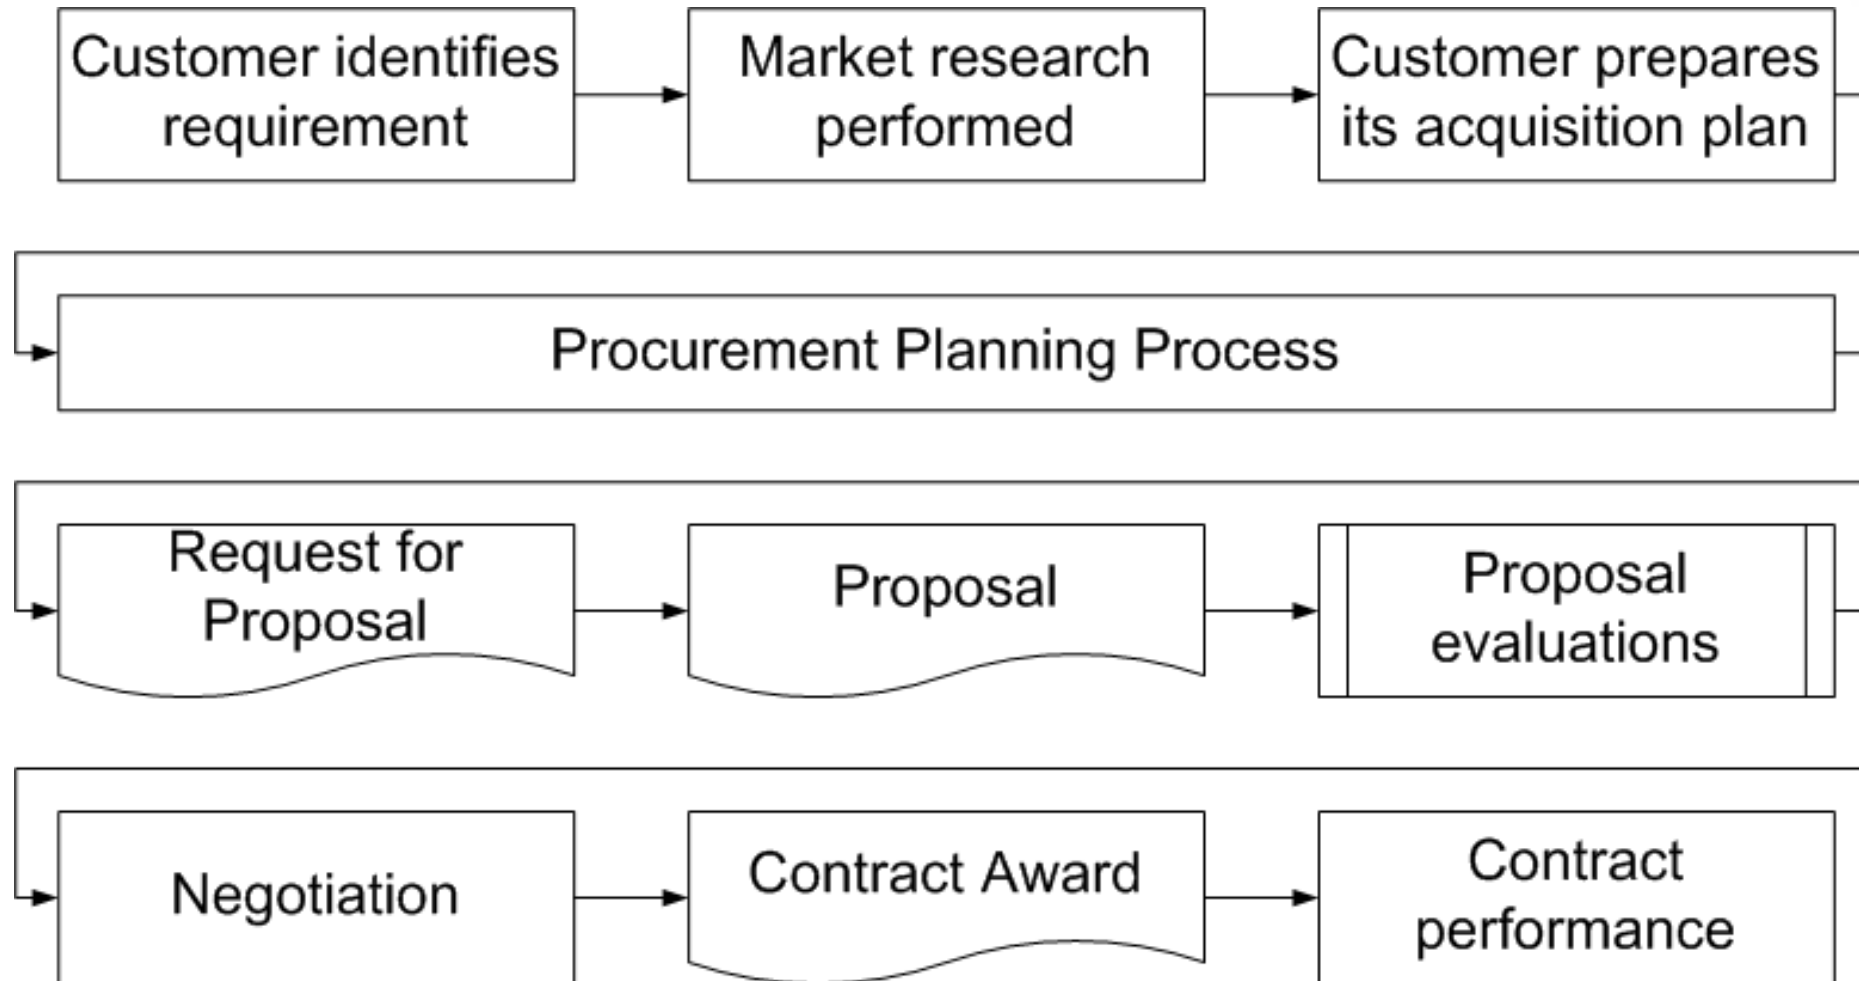 Customer identifies
requirement
Market research
performed
Customer prepares
its acquisition plan
Procurement Planning Process
Request for
Proposal
Proposal
Proposal
evaluations
Negotiation
Contract Award
Contract
performance